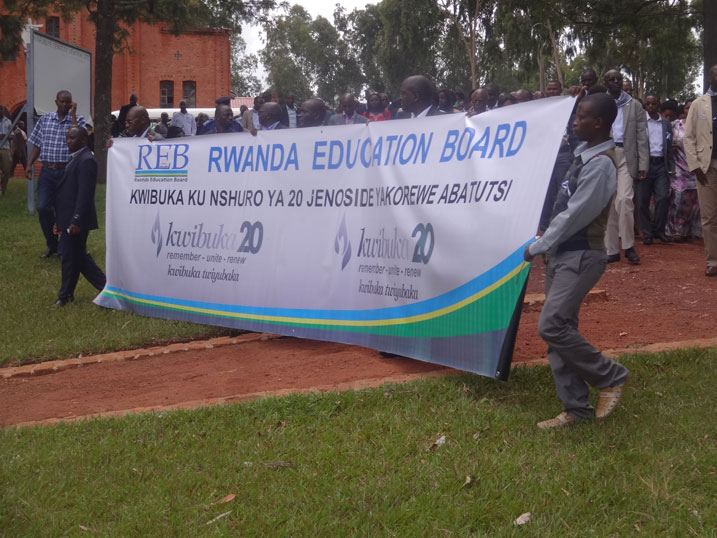 REB
Rwanda Education Board
RWANDA EDUCATION BOARD
KWIBUKA KU NSHURO YA 20 JENOSIDE YAKOREWE ABATUTSI
kwibuka20
remember - unite - renew
kwibuka twiyubaka
kwibuka20
remember - unite - renew
kwibuka twiyubaka